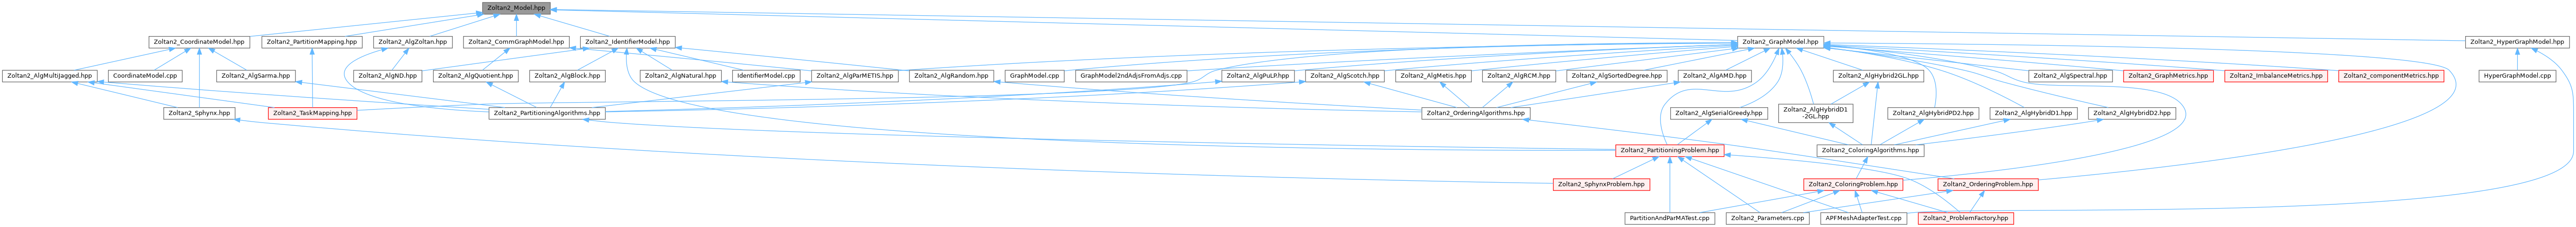 Zoltan2_Model.hpp
Zoltan2_CoordinateModel.hpp
Zoltan2_PartitionMapping.hpp
Zoltan2_AlgZoltan.hpp
Zoltan2_CommGraphModel.hpp
Zoltan2_IdentifierModel.hpp
Zoltan2_GraphModel.hpp
Zoltan2_HyperGraphModel.hpp
Zoltan2_AlgMultiJagged.hpp
CoordinateModel.cpp
Zoltan2_AlgSarma.hpp
Zoltan2_AlgND.hpp
Zoltan2_AlgQuotient.hpp
Zoltan2_AlgBlock.hpp
Zoltan2_AlgNatural.hpp
IdentifierModel.cpp
Zoltan2_AlgParMETIS.hpp
Zoltan2_AlgRandom.hpp
GraphModel.cpp
GraphModel2ndAdjsFromAdjs.cpp
Zoltan2_AlgPuLP.hpp
Zoltan2_AlgScotch.hpp
Zoltan2_AlgMetis.hpp
Zoltan2_AlgRCM.hpp
Zoltan2_AlgSortedDegree.hpp
Zoltan2_AlgAMD.hpp
Zoltan2_AlgHybrid2GL.hpp
Zoltan2_AlgSpectral.hpp
Zoltan2_GraphMetrics.hpp
Zoltan2_ImbalanceMetrics.hpp
Zoltan2_componentMetrics.hpp
HyperGraphModel.cpp
Zoltan2_Sphynx.hpp
Zoltan2_TaskMapping.hpp
Zoltan2_PartitioningAlgorithms.hpp
Zoltan2_OrderingAlgorithms.hpp
Zoltan2_AlgSerialGreedy.hpp
Zoltan2_AlgHybridD1
-2GL.hpp
Zoltan2_AlgHybridPD2.hpp
Zoltan2_AlgHybridD1.hpp
Zoltan2_AlgHybridD2.hpp
Zoltan2_PartitioningProblem.hpp
Zoltan2_ColoringAlgorithms.hpp
Zoltan2_SphynxProblem.hpp
Zoltan2_ColoringProblem.hpp
Zoltan2_OrderingProblem.hpp
PartitionAndParMATest.cpp
Zoltan2_Parameters.cpp
APFMeshAdapterTest.cpp
Zoltan2_ProblemFactory.hpp